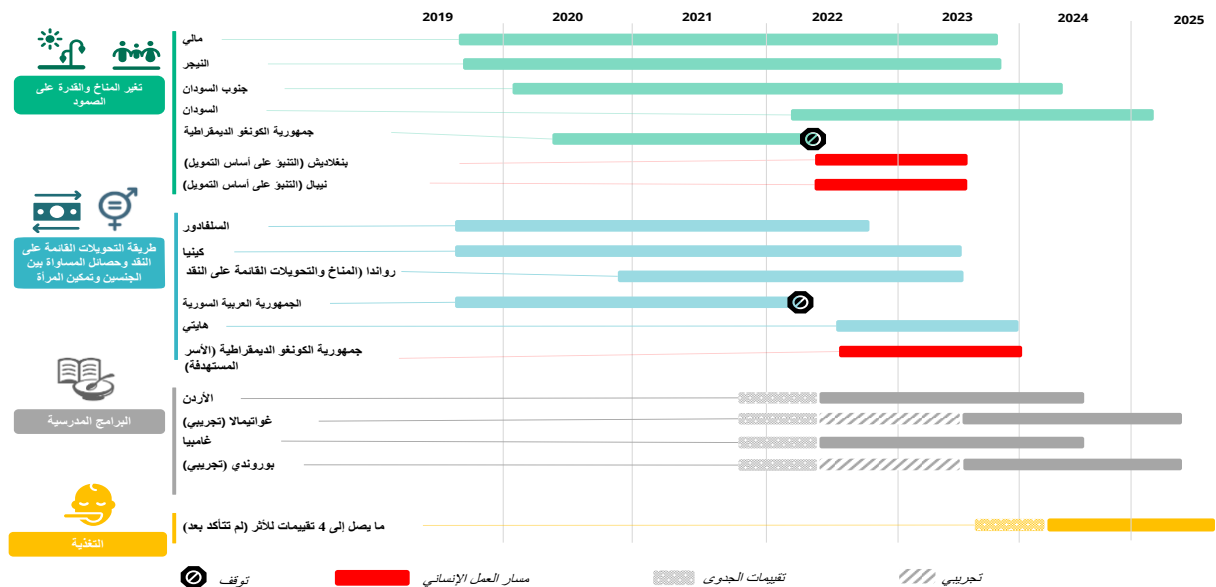 2019 2020 2021 2022 2023 2024 2025
تغير المناخ والقدرة على
الصمود
مالي
النيجر
جنوب السودان
السودان
جمهورية الكونغو الديمقراطية
بنغلاديش (التنبؤ على أساس التمويل)
نيبال (التنبؤ على أساس التمويل)
طريقة التحويلات القائمة على
النقد وحصائل المساواة بين
الجنسين وتمكين المرأة
السلفادور
كينيا
رواندا (المناخ والتحويلات القائمة على النقد
الجمهورية العربية السورية
هايتي
جمهورية الكونغو الديمقراطية (الأسر
المستهدفة)
البرامج المدرسية
الأردن
غواتيمالا (تجريبي)
غامبيا
بوروندي (تجريبي)
التغذية
ما يصل إلى 4 تقييمات للأثر (لم تتأكد بعد)
توقف
مسار العمل الإنساني
تقييمات الجدوى
تجريبي